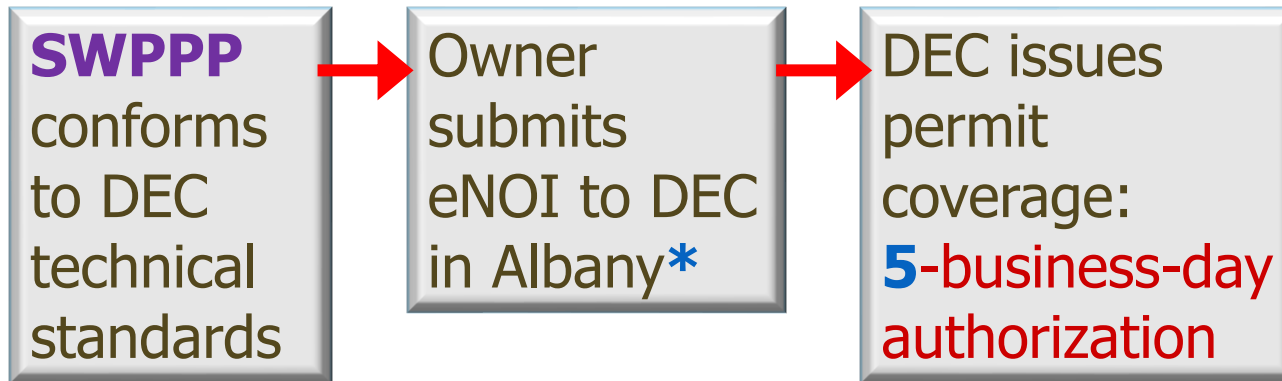 SWPPP
conforms
to DEC
technical
standards
Owner
submits
eNOI to DEC
in Albany*
DEC issues
permit
coverage:
5-business-day
authorization